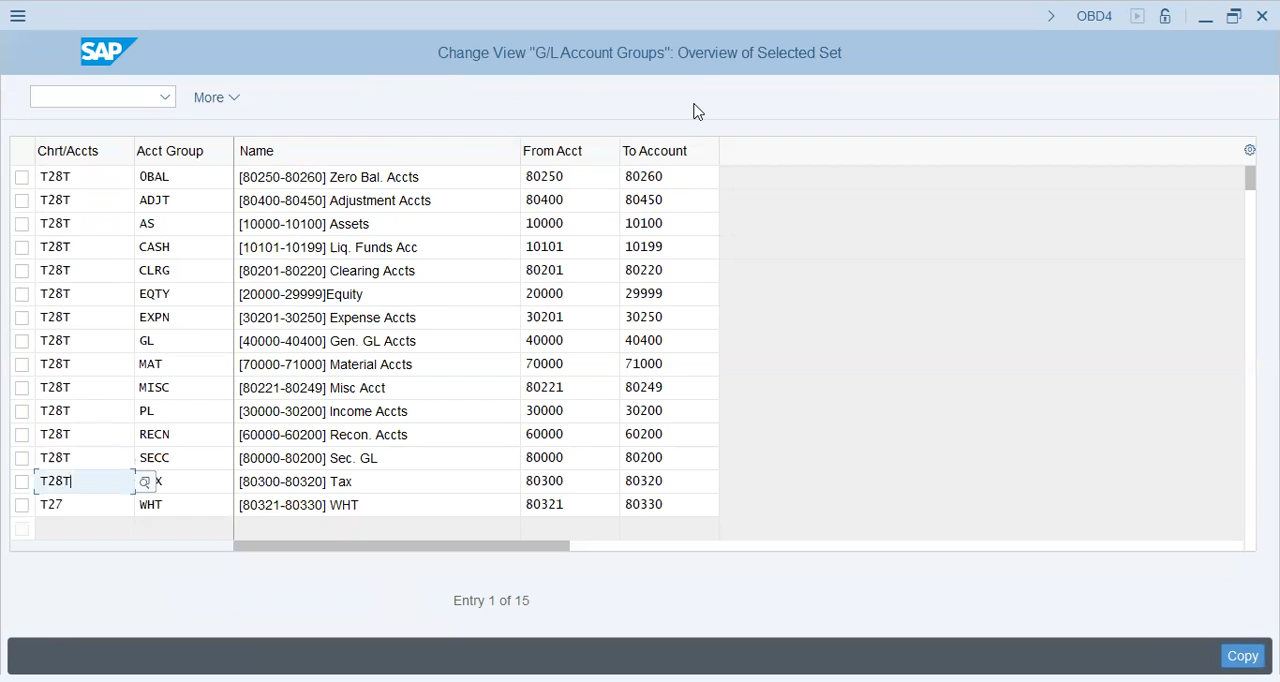 OBD4
SAP
Change View "G/L Account Groups": Overview of Selected Set
More
Chrt/Accts Acct Group Name From Acct To Account
T28T 0BAL [80250-80260] Zero Bal. Accts 80250 80260
T28T ADJT [80400-80450] Adjustment Accts 80400 80450
T28T AS [10000-10100] Assets 10000 10100
T28T CASH [10101-10199] Liq. Funds Acc 10101 10199
T28T CLRG [80201-80220] Clearing Accts 80201 80220
T28T EQTY [20000-29999]Equity 20000 29999
T28T EXPN [30201-30250] Expense Accts 30201 30250
T28T GL [40000-40400] Gen. GL Accts 40000 40400
T28T MAT [70000-71000] Material Accts 70000 71000
T28T MISC [80221-80249] Misc Acct 80221 80249
T28T PL [30000-30200] Income Accts 30000 30200
T28T RECN [60000-60200] Recon. Accts 60000 60200
T28T SECC [80000-80200] Sec. GL 80000 80200
T28T X [80300-80320] Tax 80300 80320
T27 WHT [80321-80330] WHT 80321 80330
Entry 1 of 15
Copy